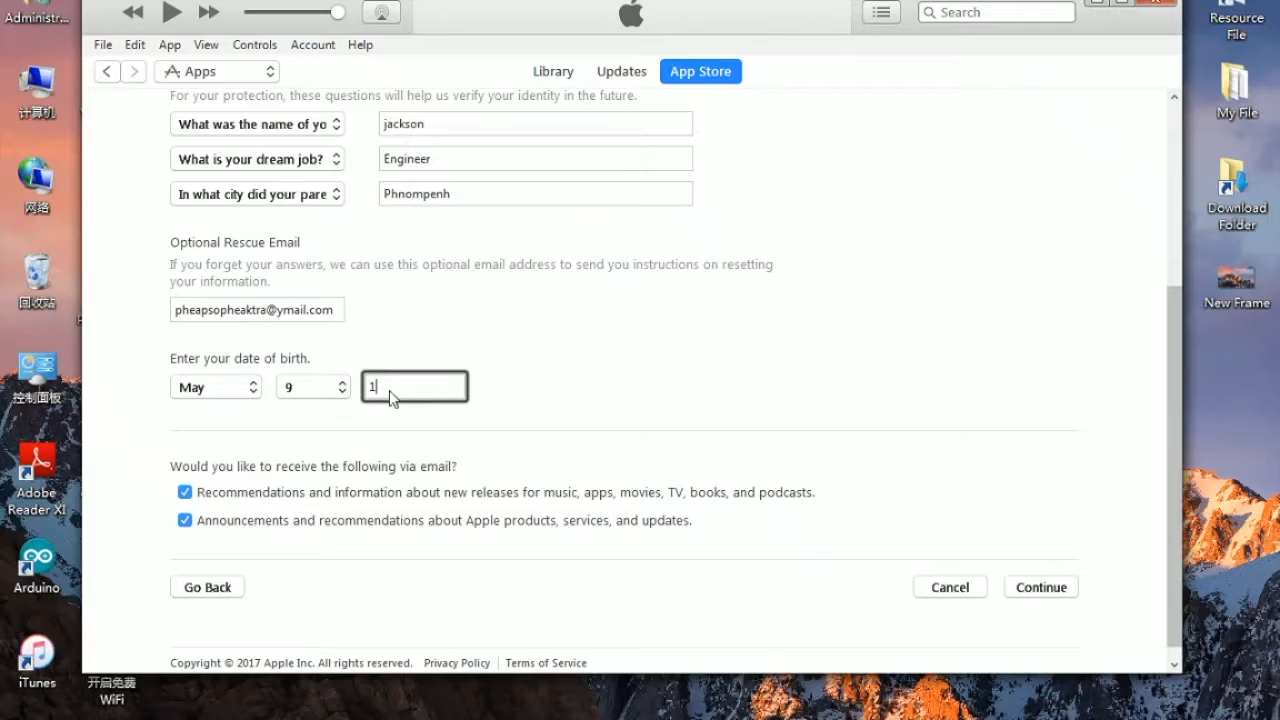 Administr...
Search
Resource
File
File Edit App View Controls Account Help
Apps
Library Updates App Store
计算机
My File
For your protection, these questions will help us verify your identity in the future.
What was the name of yo jackson
What is your dream job? Engineer
In what city did your pare Phnompenh
网络
Download
Folder
Optional Rescue Email
If you forget your answers, we can use this optional email address to send you instructions on resetting
your information.
回收站
New Frame
pheapsopheaktra@ymail.com
Enter your date of birth.
May 9 1
控制面板
Would you like to receive the following via email?
Recommendations and information about new releases for music, apps, movies, TV, books, and podcasts.
Announcements and recommendations about Apple products, services, and updates.
Adobe
Reader XI
Arduino
Go Back Cancel Continue
Copyright © 2017 Apple Inc. All rights reserved. Privacy Policy Terms of Service
iTunes
开启免费
WiFi